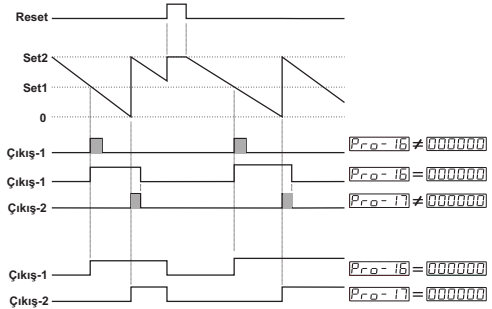 Reset
Set2
Set1
0
Çıkış-1 Pro-16 ≠ 000000
Çıkış-1 Pro-16 = 000000
Çıkış-2 Pro-17 ≠ 000000
Çıkış-1 Pro-16 = 000000
Çıkış-2 Pro-17 = 000000